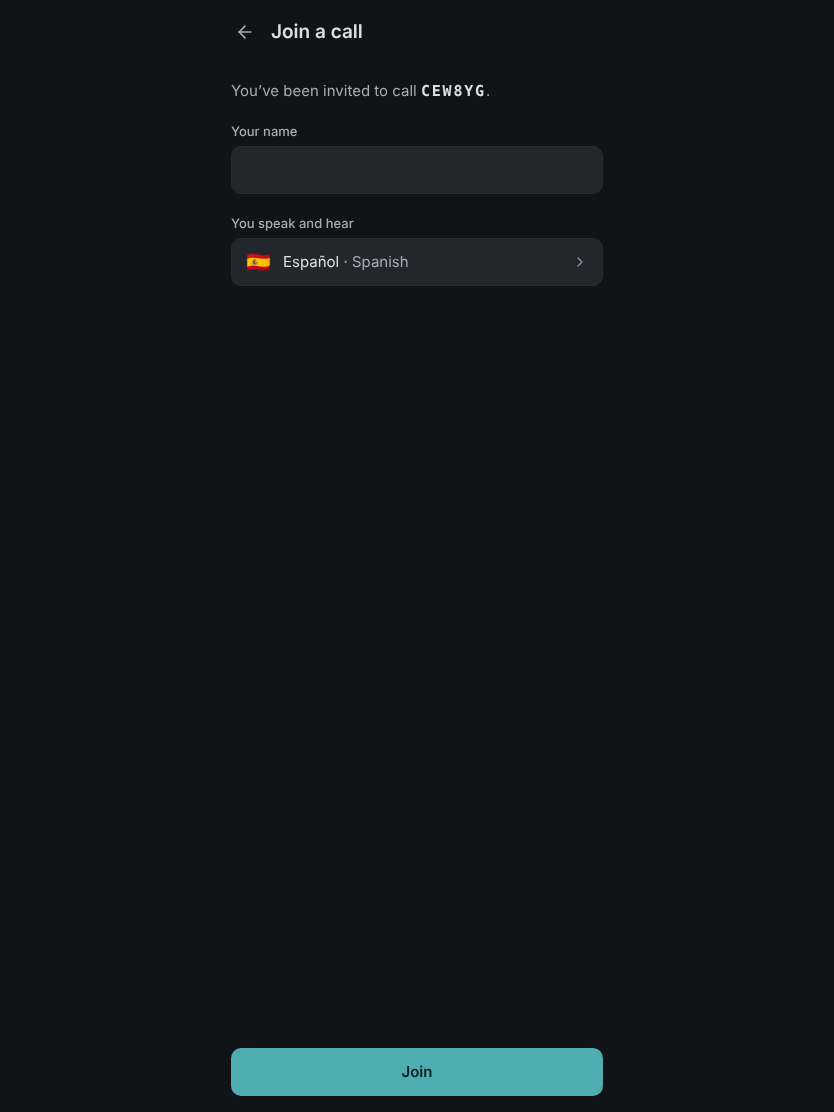 Join a call
You’ve been invited to call CEW8YG.
Your name
You speak and hear
Español · Spanish
Join